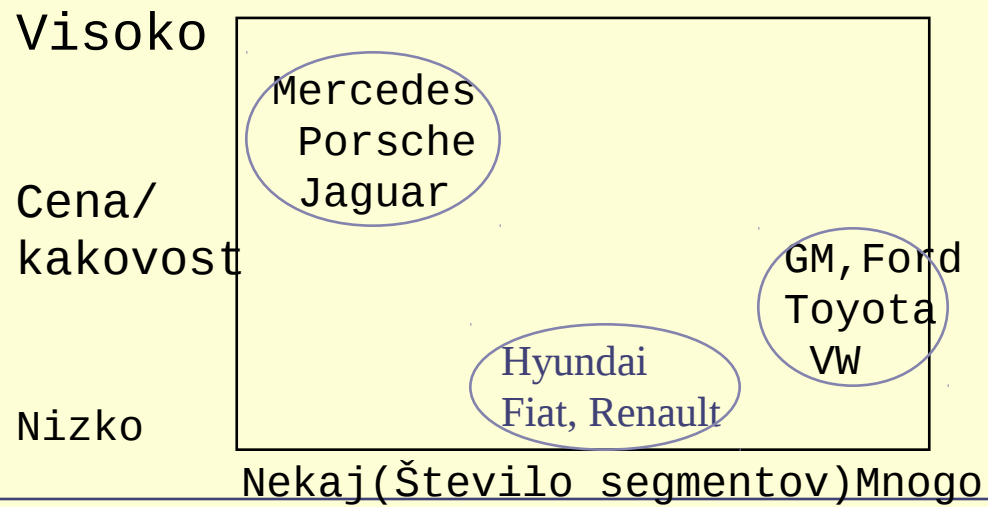 Visoko
Mercedes
Porsche
Jaguar
Cena/
kakovost
GM,Ford
Toyota
VW
Hyundai
Fiat, Renault
Nizko
Nekaj(Število segmentov)Mnogo